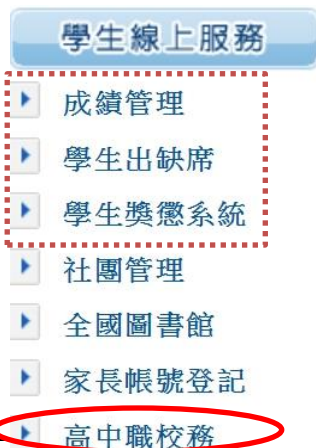 學生線上服務
成績管理
學生出缺席
學生獎懲系統
社團管理
全國圖書館
家長帳號登記
高中職校務